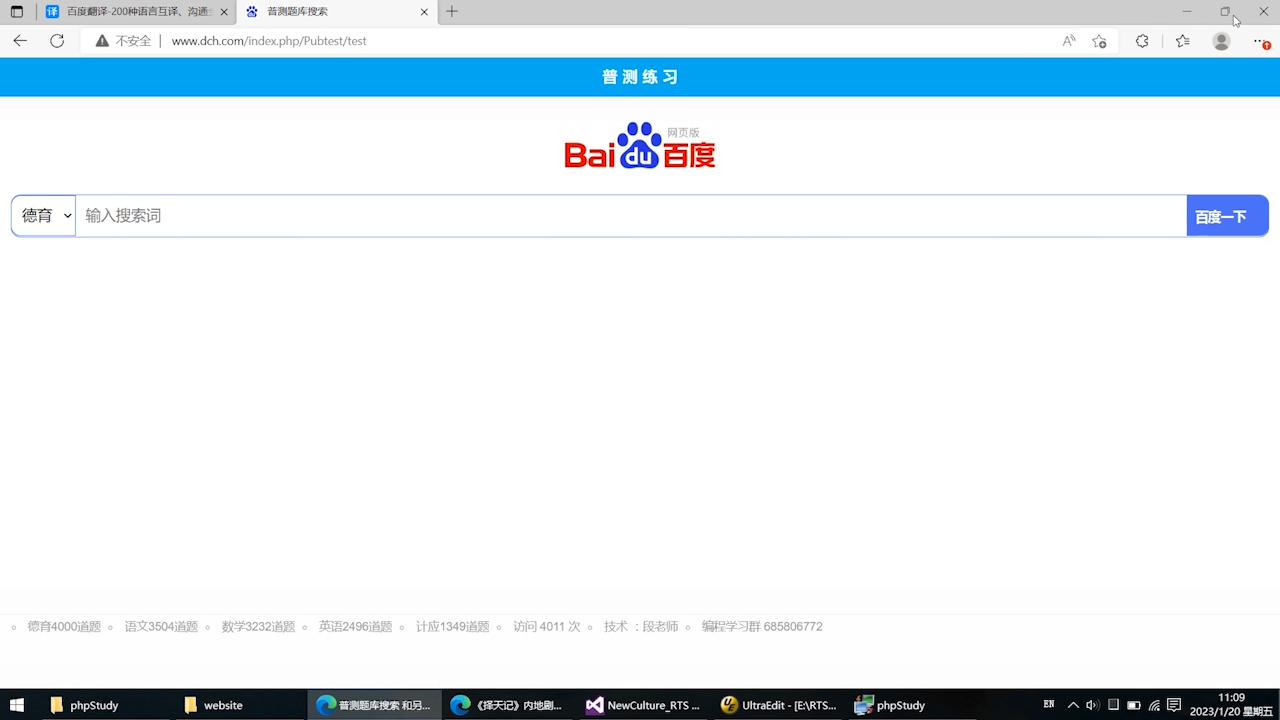 百度翻译-200种语言互译、沟通
普测题库搜索
不安全 www.dch.com/index.php/Pubtest/test
普测练习
网页版
Bai du 百度
德育 输入搜索词 百度一下
德育4000道题 语文3504道题 数学3232道题 英语2496道题 计应1349道题 访问 4011 次 技术 ：段老师 编程学习群 685806772
phpStudy website 普测题库搜索 和另... 《择天记》内地剧... NewCulture_RTS ... UltraEdit - [E:\RTS... phpStudy EN 11:09
2023/1/20 星期五